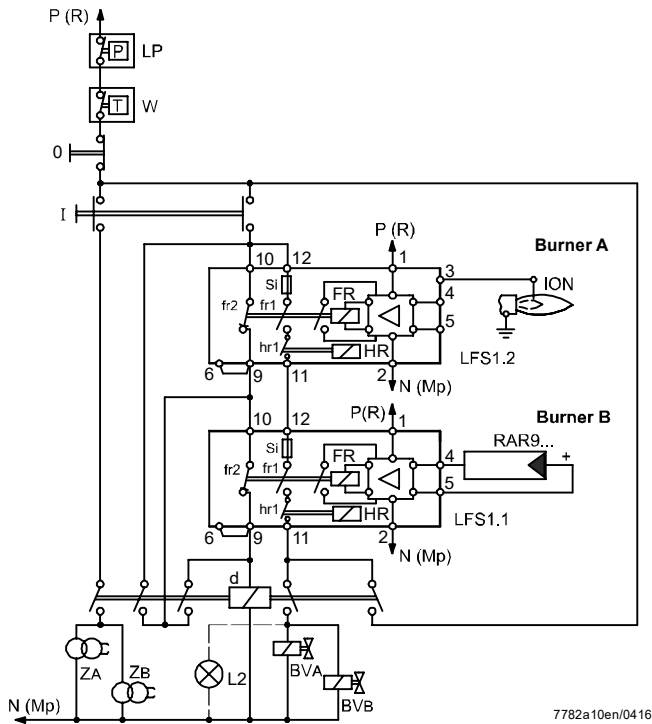 P (R)
P LP
T W
0
I
P (R)
Burner A
10 12 1 3
Si FR 4 ION
fr2 fr1 5
hr1 HR
LFS1.2
6 9 11 2
N (Mp)
P(R)
Burner B
10 12 1
RAR9...
Si FR 4 +
fr2 fr1 5
hr1 HR
LFS1.1
6 9 11 2
N (Mp)
d
ZA ZB L2 BVA BVB
N (Mp)
7782a10en/0416